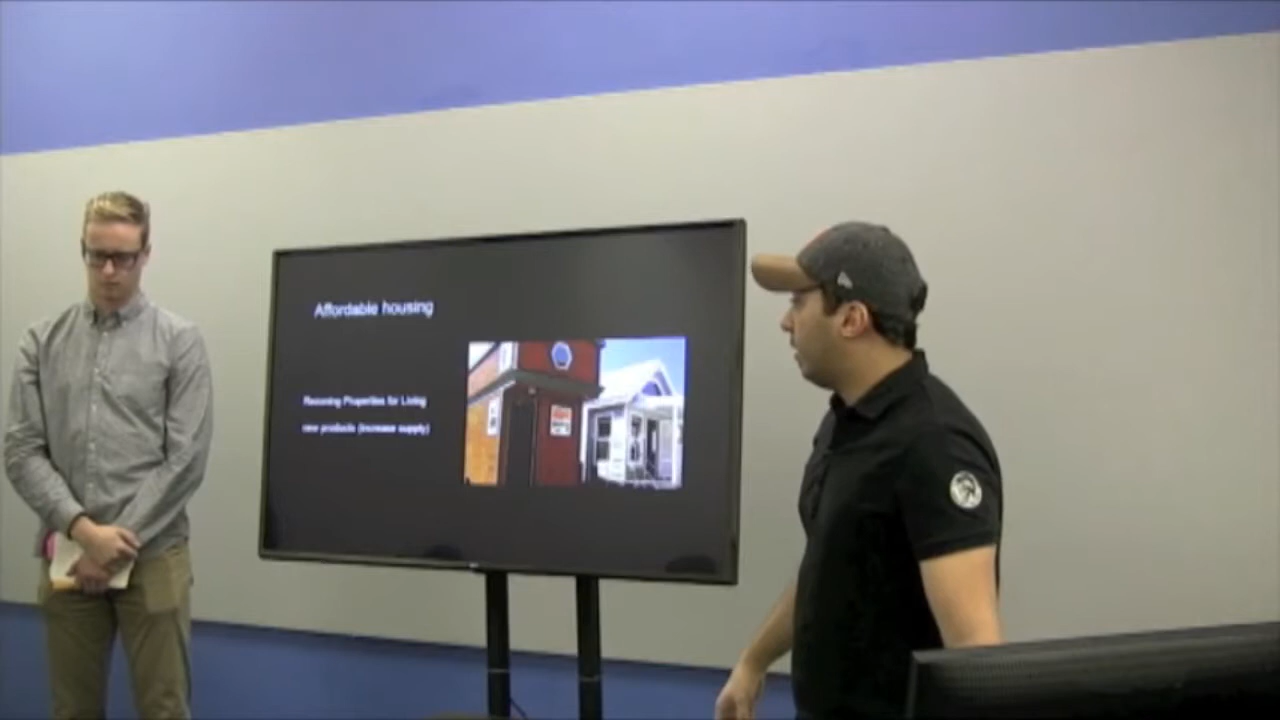 Affordable housing
Rezoning Properties for Living
new products (increase supply)